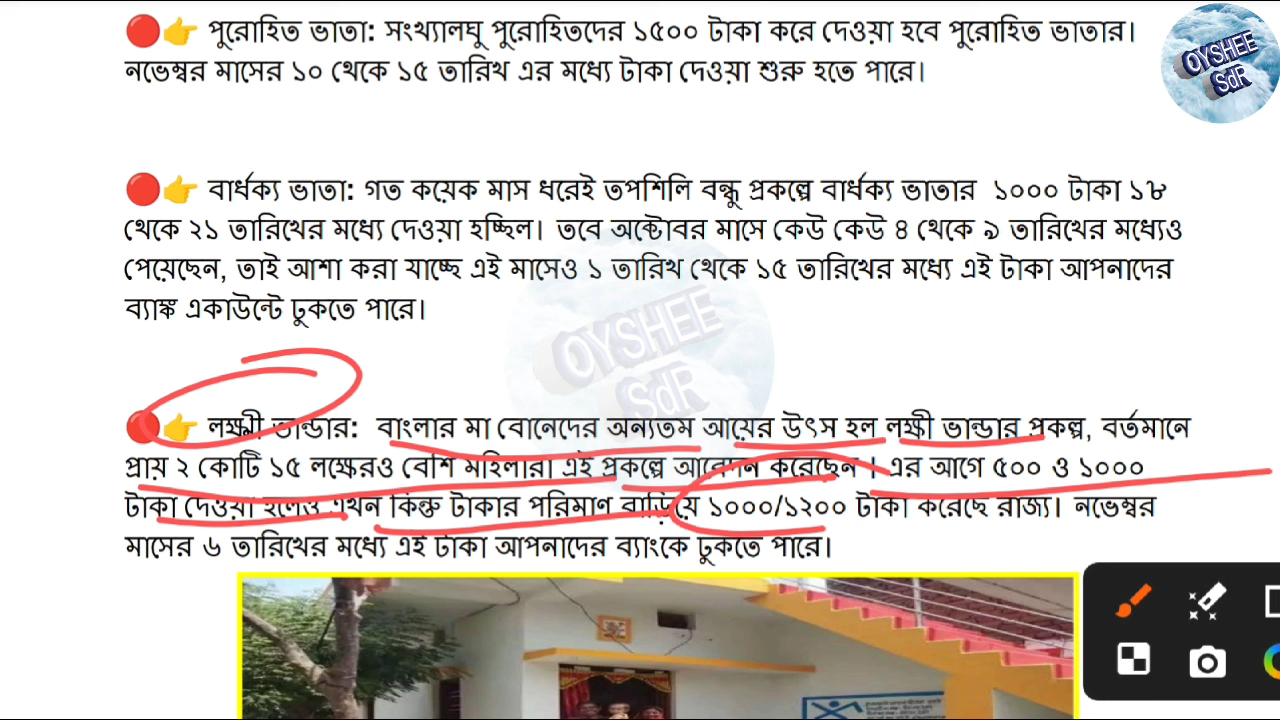 🔴👉 পুরোহিত ভাতা: সংখ্যালঘু পুরোহিতদের ১৫০০ টাকা করে দেওয়া হবে পুরোহিত ভাতার।
নভেম্বর মাসের ১০ থেকে ১৫ তারিখ এর মধ্যে টাকা দেওয়া শুরু হতে পারে।
OYSHEE
SdR
🔴👉 বার্ধক্য ভাতা: গত কয়েক মাস ধরেই তপশিলি বন্ধু প্রকল্পে বার্ধক্য ভাতার ১০০০ টাকা ১৮
থেকে ২১ তারিখের মধ্যে দেওয়া হচ্ছিল। তবে অক্টোবর মাসে কেউ কেউ ৪ থেকে ৯ তারিখের মধ্যেও
পেয়েছেন, তাই আশা করা যাচ্ছে এই মাসেও ১ তারিখ থেকে ১৫ তারিখের মধ্যে এই টাকা আপনাদের
ব্যাঙ্ক একাউন্টে ঢুকতে পারে।
OYSHEE
SdR
🔴👉 লক্ষ্মী ভান্ডার: বাংলার মা বোনেদের অন্যতম আয়ের উৎস হল লক্ষী ভান্ডার প্রকল্প, বর্তমানে
প্রায় ২ কোটি ১৫ লক্ষেরও বেশি মহিলারা এই প্রকল্পে আবেদন করেছেন । এর আগে ৫০০ ও ১০০০
টাকা দেওয়া হলেও এখন কিন্তু টাকার পরিমাণ বাড়িয়ে ১০০০/১২০০ টাকা করেছে রাজ্য। নভেম্বর
মাসের ৬ তারিখের মধ্যে এই টাকা আপনাদের ব্যাংকে ঢুকতে পারে।